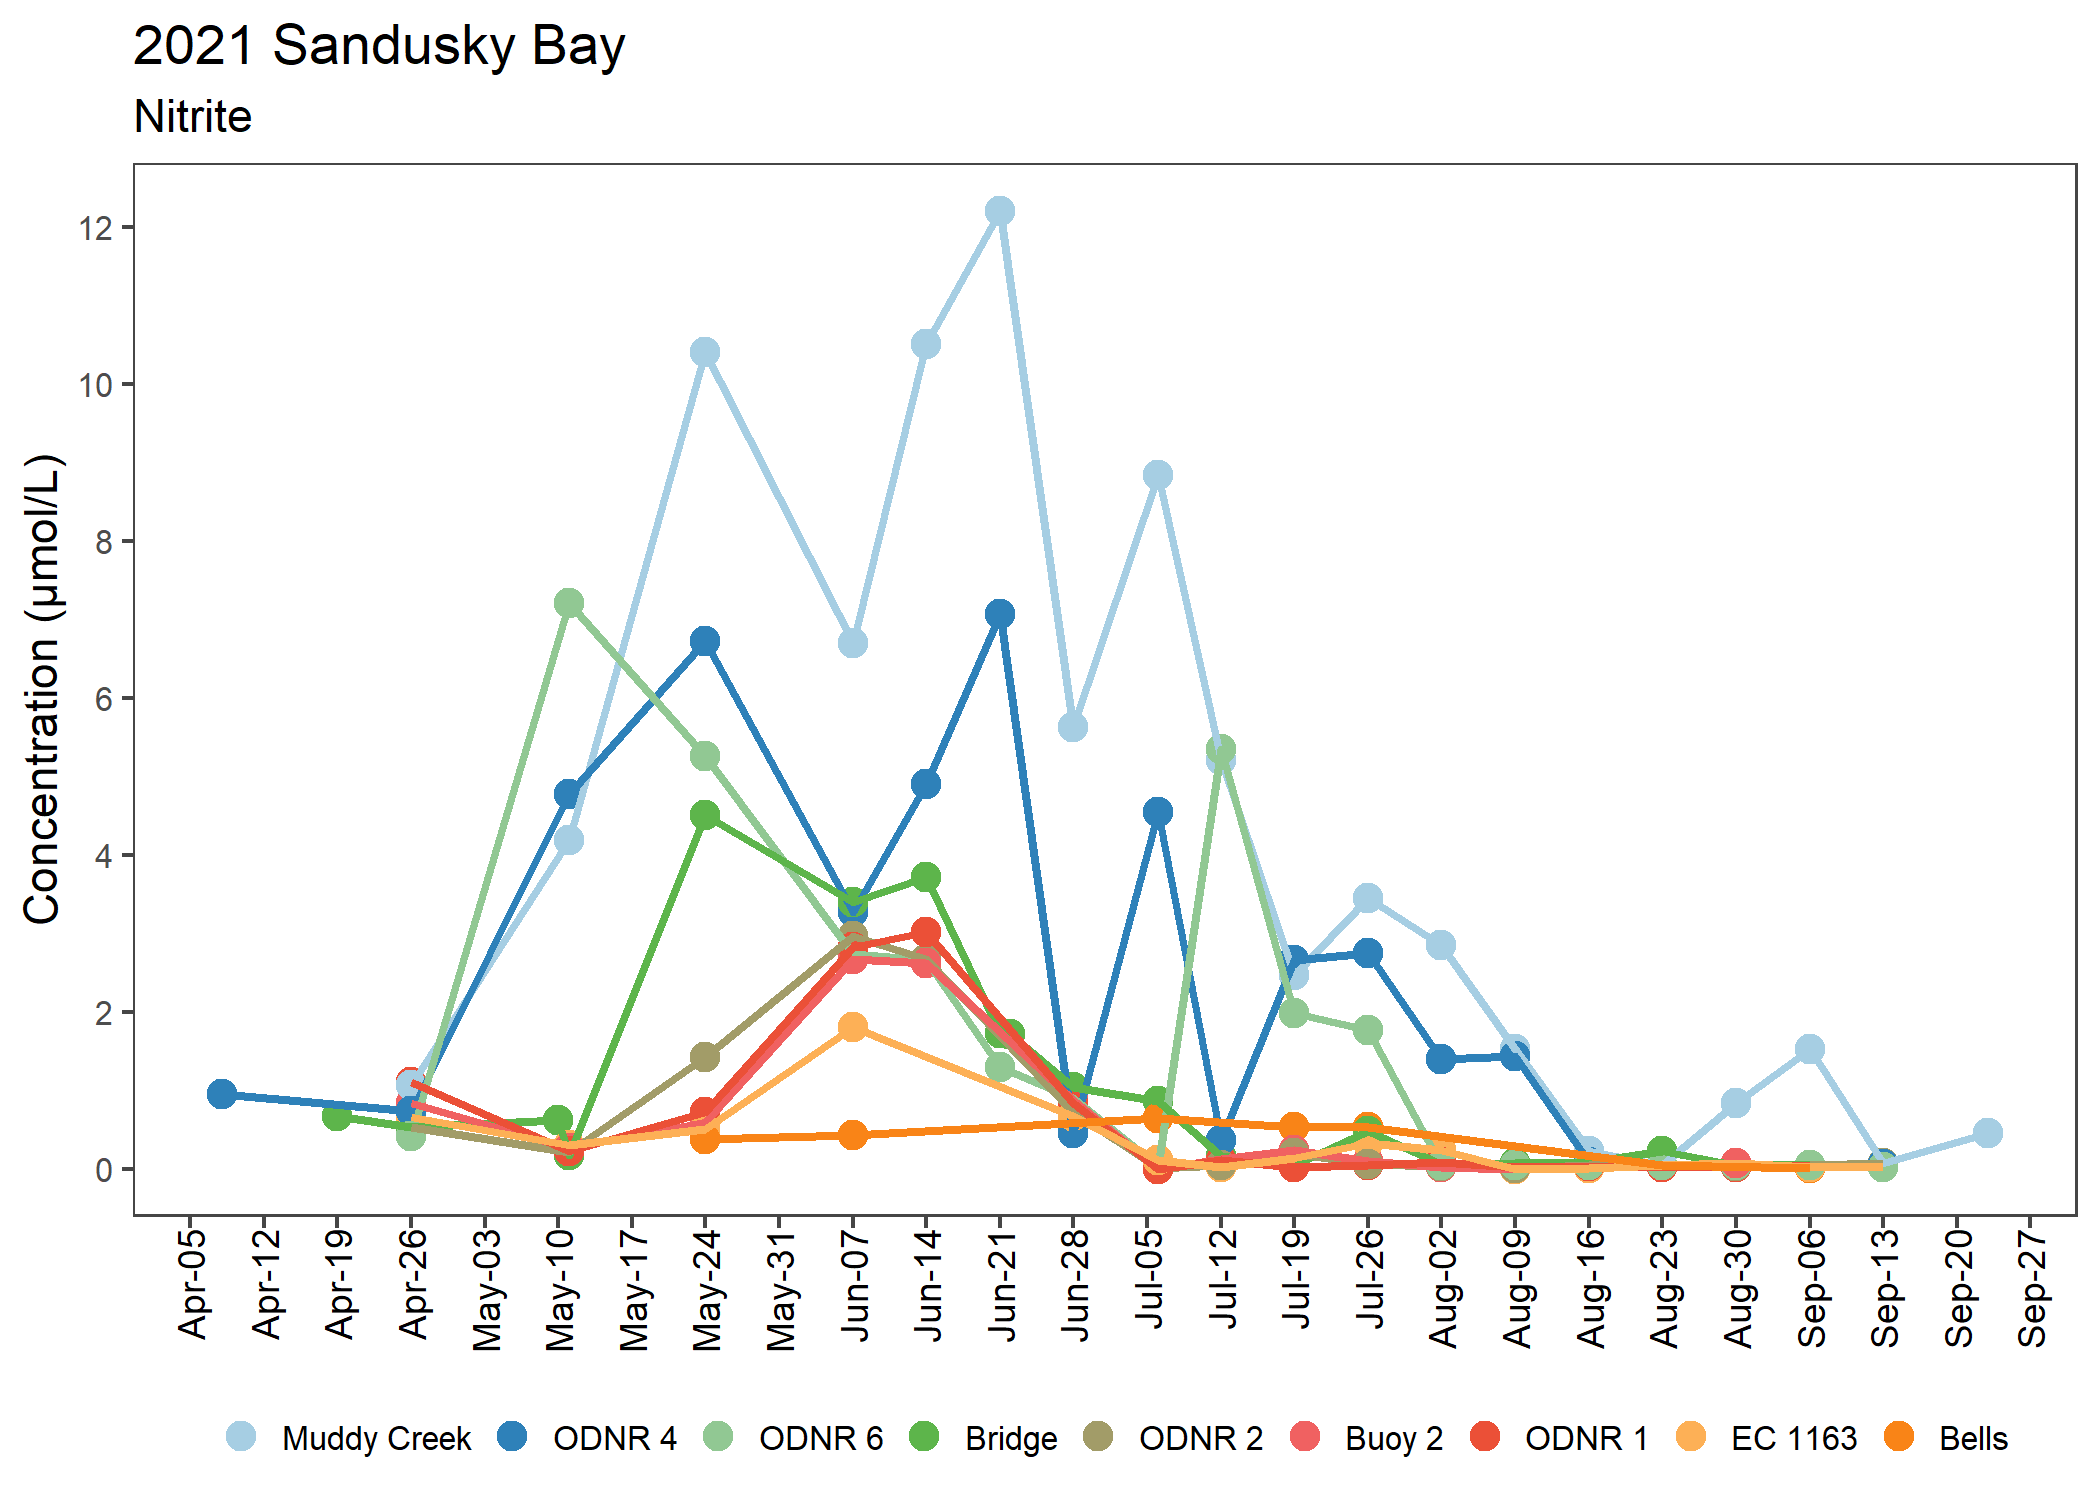 2021 Sandusky Bay
Nitrite
Concentration (μmol/L)
12
10
8
6
4
2
0
Apr-05
Apr-12
Apr-19
Apr-26
May-03
May-10
May-17
May-24
May-31
Jun-07
Jun-14
Jun-21
Jun-28
Jul-05
Jul-12
Jul-19
Jul-26
Aug-02
Aug-09
Aug-16
Aug-23
Aug-30
Sep-06
Sep-13
Sep-20
Sep-27
Muddy Creek ODNR 4 ODNR 6 Bridge ODNR 2 Buoy 2 ODNR 1 EC 1163 Bells